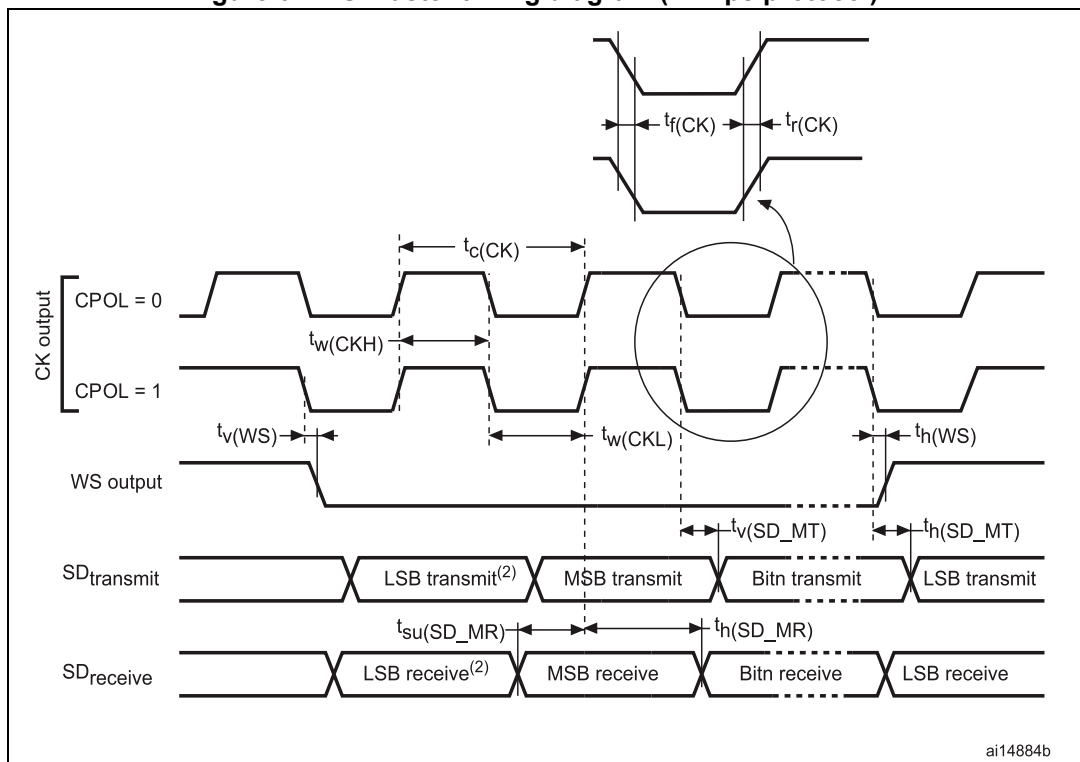 tf(CK)
tr(CK)
tc(CK)
CK output
CPOL = 0
tw(CKH)
CPOL = 1
tv(WS)
tw(CKL)
th(WS)
WS output
tv(SD_MT)
th(SD_MT)
SDtransmit
LSB transmit(2)
MSB transmit
Bitn transmit
LSB transmit
tsu(SD_MR)
th(SD_MR)
SDreceive
LSB receive(2)
MSB receive
Bitn receive
LSB receive
ai14884b